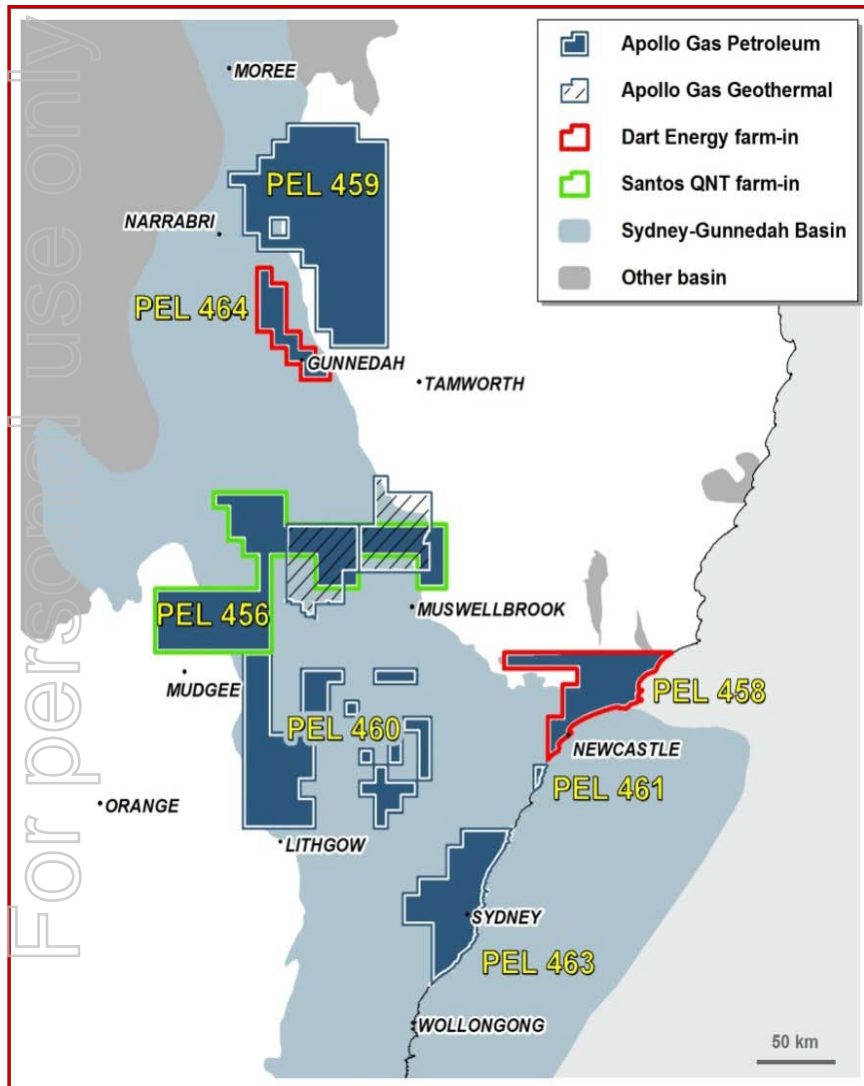 For personal use only
Apollo Gas Petroleum
Apollo Gas Geothermal
Dart Energy farm-in
Santos QNT farm-in
Sydney-Gunnedah Basin
Other basin
MOREE
PEL 459
NARRABRI
PEL 464
GUNNEDAH
TAMWORTH
PEL 456
MUSWELLBROOK
MUDGEE
PEL 458
PEL 460
NEWCASTLE
PEL 461
ORANGE
LITHGOW
SYDNEY
PEL 463
WOLLONGONG
50 km